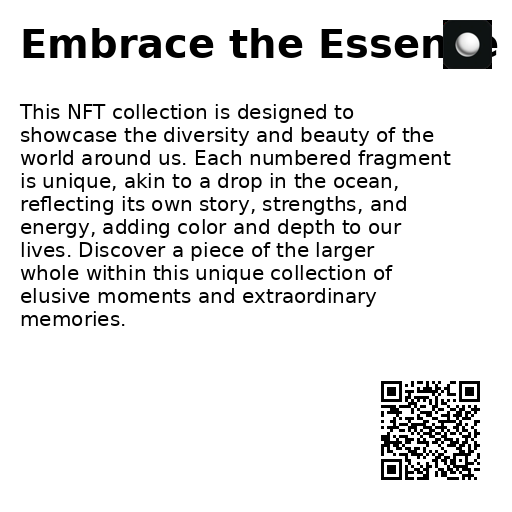 Embrace the Essen e
This NFT collection is designed to
showcase the diversity and beauty of the
world around us. Each numbered fragment
is unique, akin to a drop in the ocean,
reflecting its own story, strengths, and
energy, adding color and depth to our
lives. Discover a piece of the larger
whole within this unique collection of
elusive moments and extraordinary
memories.